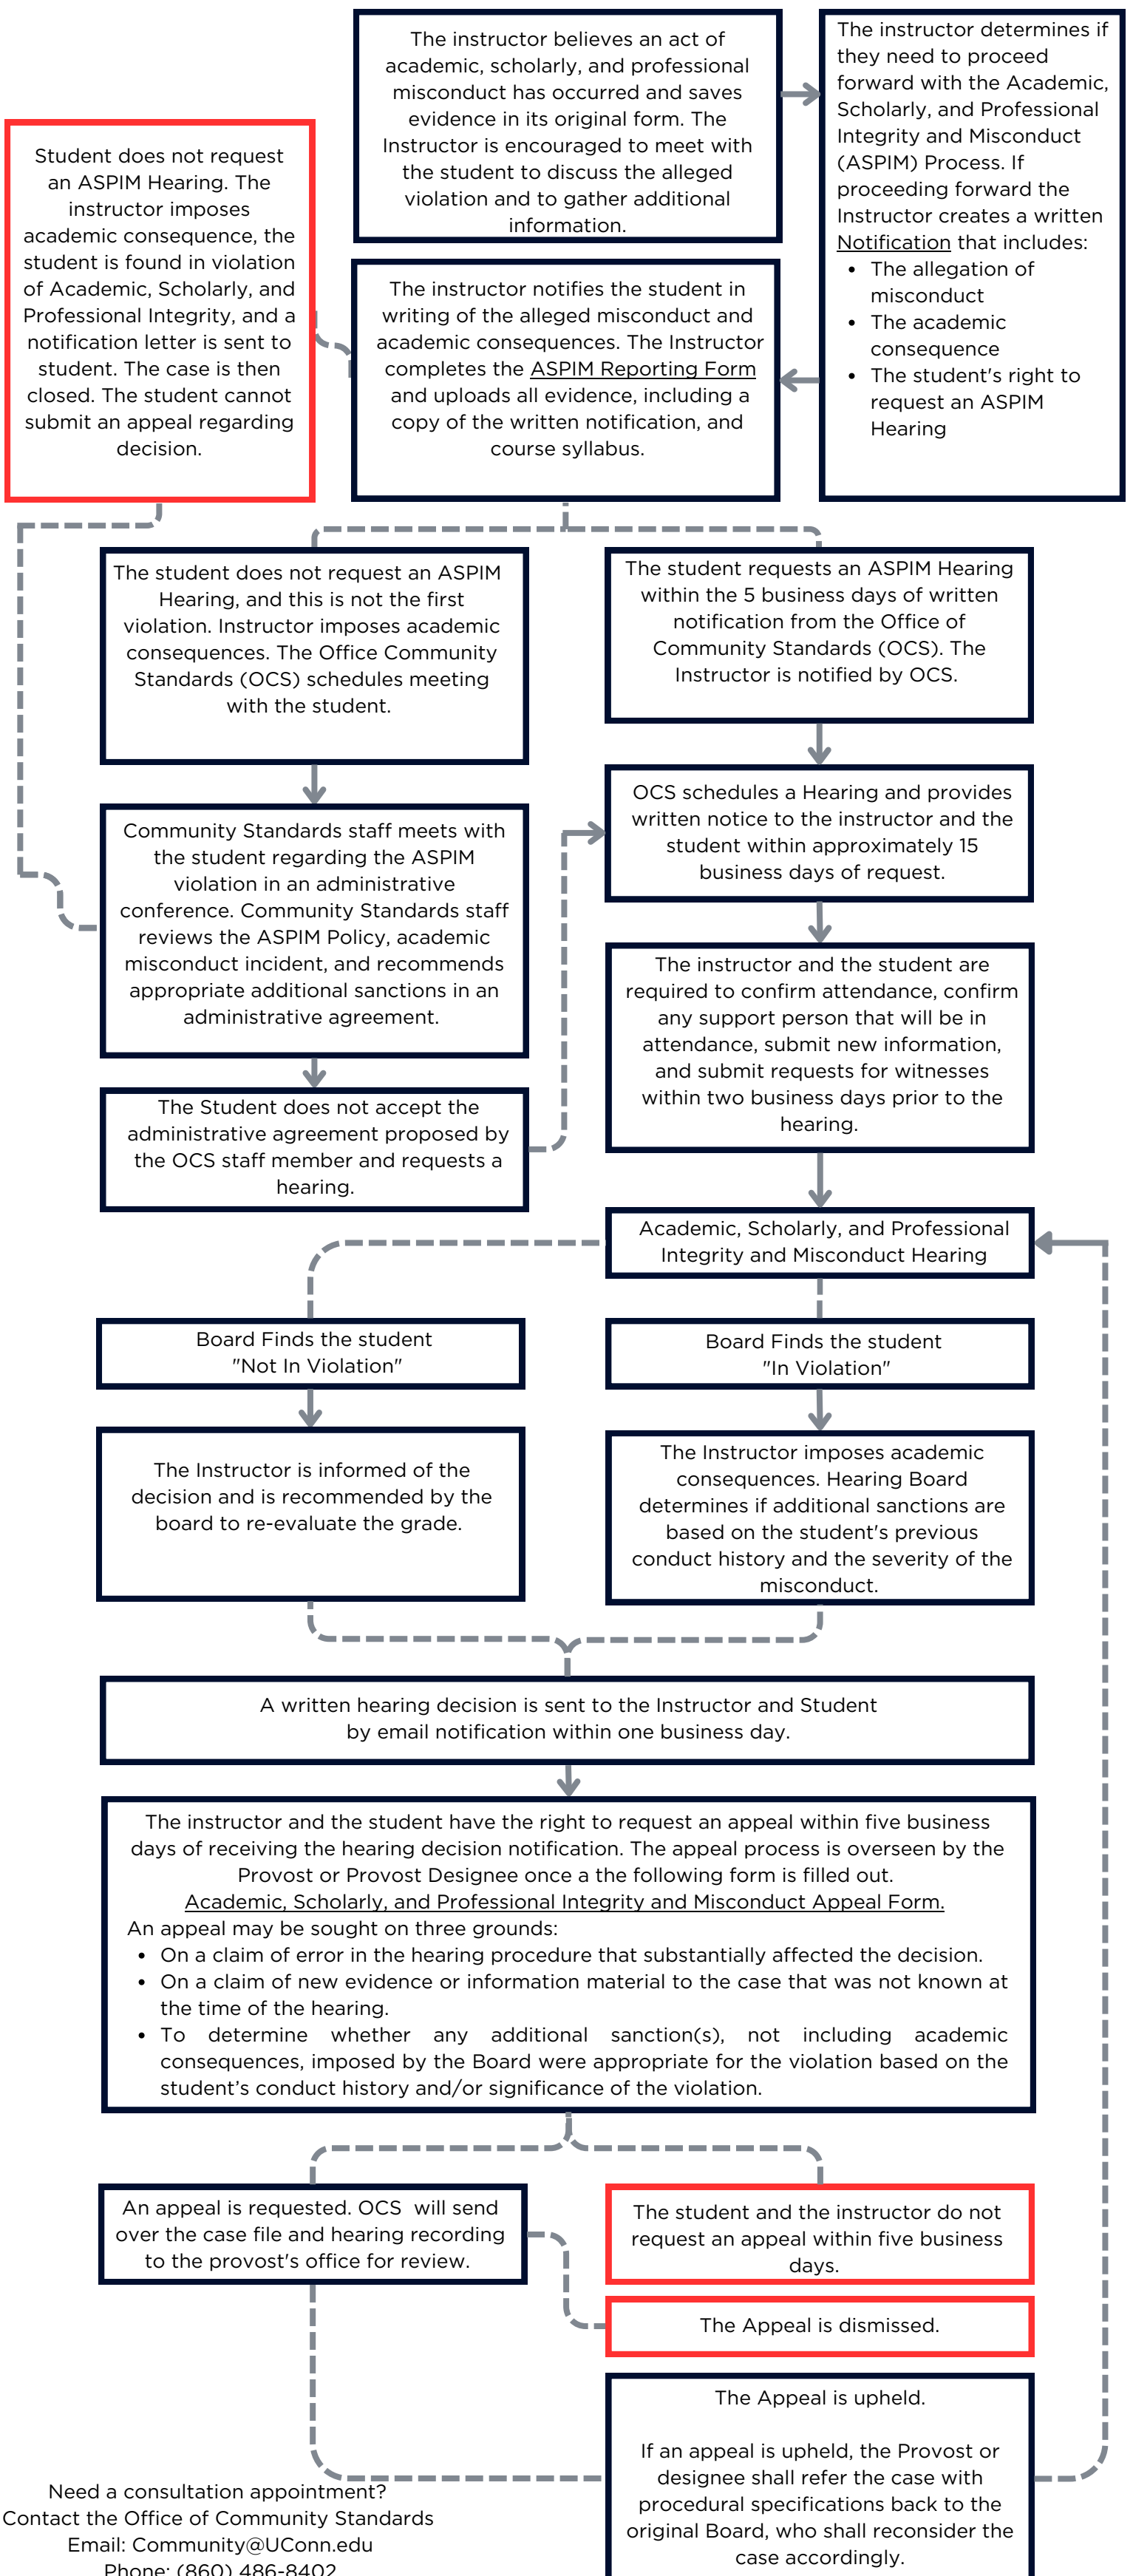 The instructor believes an act of
academic, scholarly, and professional
misconduct has occurred and saves
evidence in its original form. The
Instructor is encouraged to meet with
the student to discuss the alleged
violation and to gather additional
information.
The instructor determines if
they need to proceed
forward with the Academic,
Scholarly, and Professional
Integrity and Misconduct
(ASPIM) Process. If
proceeding forward the
Instructor creates a written
Notification that includes:
• The allegation of
misconduct
• The academic
consequence
• The student's right to
request an ASPIM
Hearing
Student does not request
an ASPIM Hearing. The
instructor imposes
academic consequence, the
student is found in violation
of Academic, Scholarly, and
Professional Integrity, and a
notification letter is sent to
student. The case is then
closed. The student cannot
submit an appeal regarding
decision.
The instructor notifies the student in
writing of the alleged misconduct and
academic consequences. The Instructor
completes the ASPIM Reporting Form
and uploads all evidence, including a
copy of the written notification, and
course syllabus.
The student does not request an ASPIM
Hearing, and this is not the first
violation. Instructor imposes academic
consequences. The Office Community
Standards (OCS) schedules meeting
with the student.
The student requests an ASPIM Hearing
within the 5 business days of written
notification from the Office of
Community Standards (OCS). The
Instructor is notified by OCS.
Community Standards staff meets with
the student regarding the ASPIM
violation in an administrative
conference. Community Standards staff
reviews the ASPIM Policy, academic
misconduct incident, and recommends
appropriate additional sanctions in an
administrative agreement.
OCS schedules a Hearing and provides
written notice to the instructor and the
student within approximately 15
business days of request.
The Student does not accept the
administrative agreement proposed by
the OCS staff member and requests a
hearing.
The instructor and the student are
required to confirm attendance, confirm
any support person that will be in
attendance, submit new information,
and submit requests for witnesses
within two business days prior to the
hearing.
Academic, Scholarly, and Professional
Integrity and Misconduct Hearing
Board Finds the student
"Not In Violation"
Board Finds the student
"In Violation"
The Instructor is informed of the
decision and is recommended by the
board to re-evaluate the grade.
The Instructor imposes academic
consequences. Hearing Board
determines if additional sanctions are
based on the student's previous
conduct history and the severity of the
misconduct.
A written hearing decision is sent to the Instructor and Student
by email notification within one business day.
The instructor and the student have the right to request an appeal within five business
days of receiving the hearing decision notification. The appeal process is overseen by the
Provost or Provost Designee once a the following form is filled out.
Academic, Scholarly, and Professional Integrity and Misconduct Appeal Form.
An appeal may be sought on three grounds:
• On a claim of error in the hearing procedure that substantially affected the decision.
• On a claim of new evidence or information material to the case that was not known at
the time of the hearing.
• To determine whether any additional sanction(s), not including academic
consequences, imposed by the Board were appropriate for the violation based on the
student’s conduct history and/or significance of the violation.
An appeal is requested. OCS will send
over the case file and hearing recording
to the provost's office for review.
The student and the instructor do not
request an appeal within five business
days.
The Appeal is dismissed.
The Appeal is upheld.
If an appeal is upheld, the Provost or
designee shall refer the case with
procedural specifications back to the
original Board, who shall reconsider the
case accordingly.
Need a consultation appointment?
Contact the Office of Community Standards
Email: Community@UConn.edu
Phone: (860) 486-8402